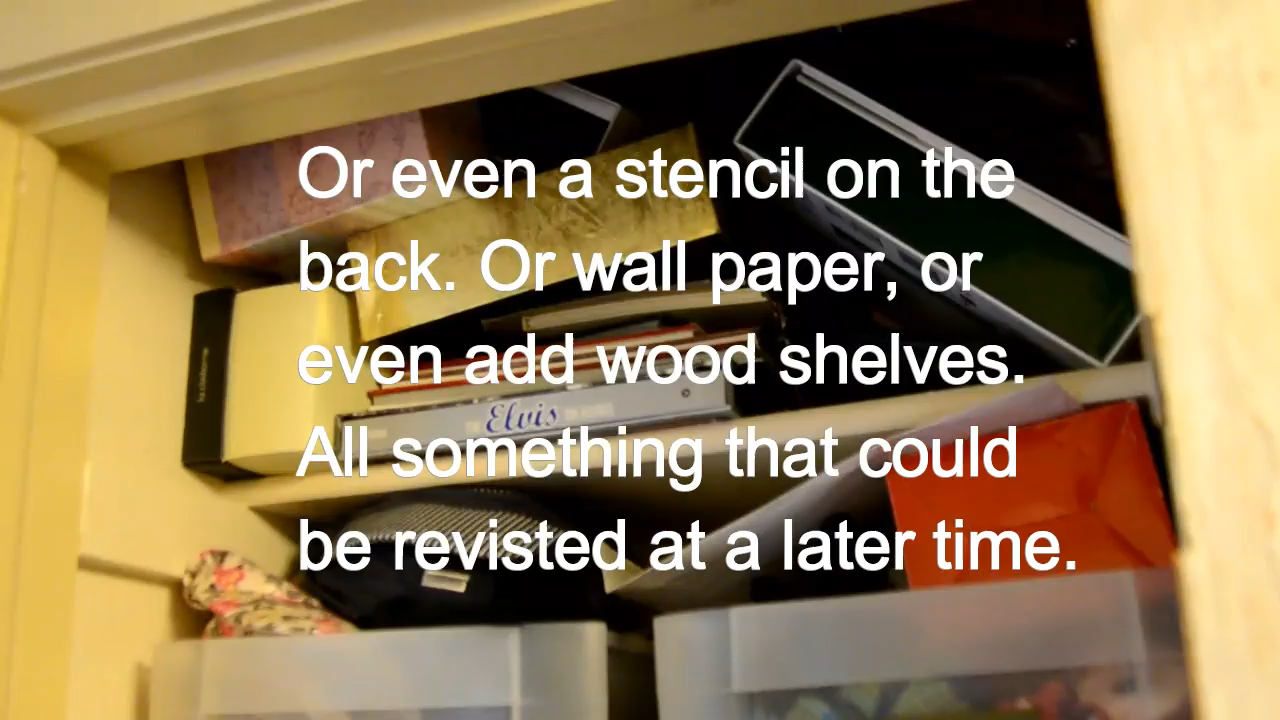 Or even a stencil on the
back. Or wall paper, or
even add wood shelves.
Elvis
All something that could
be revisted at a later time.